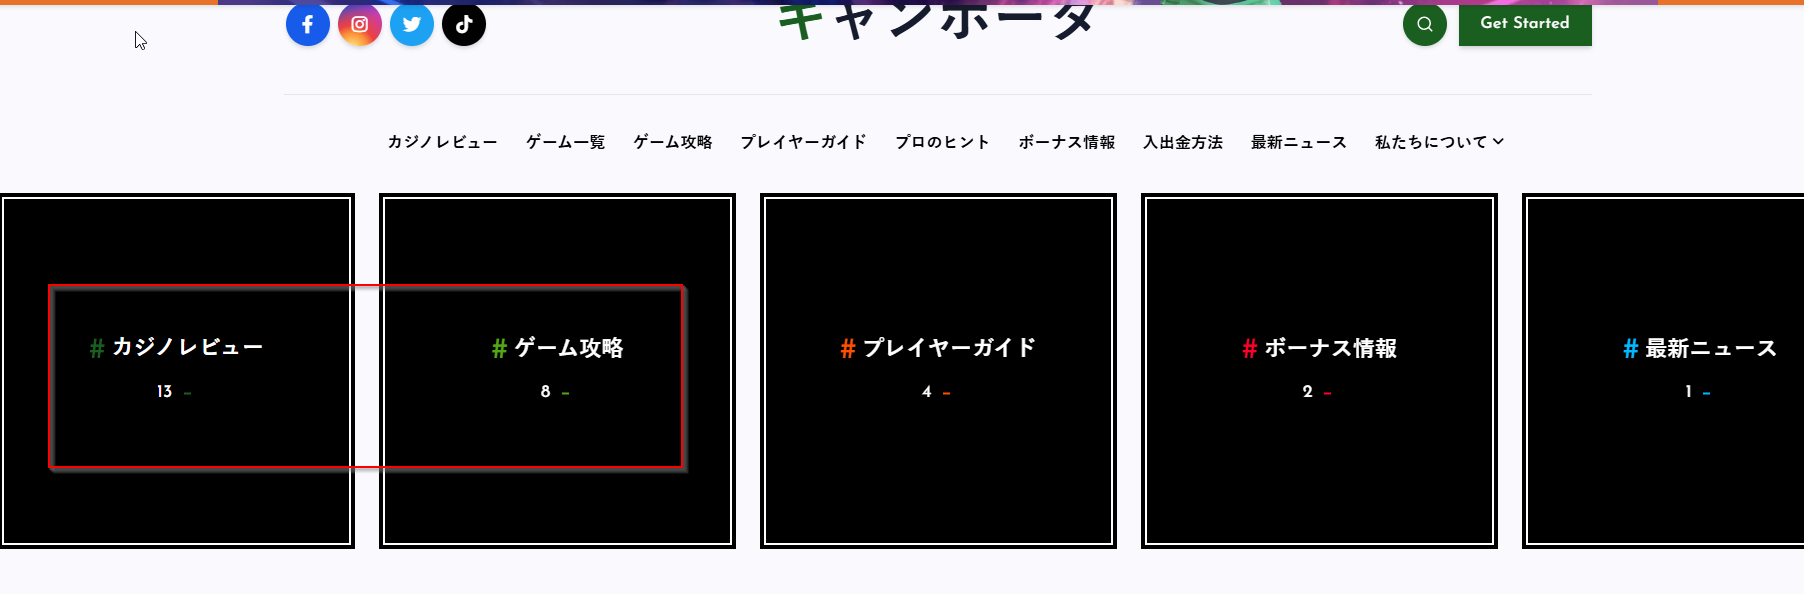 キャンポータ
Get Started
カジノレビュー ゲーム一覧 ゲーム攻略 プレイヤーガイド プロのヒント ボーナス情報 入出金方法 最新ニュース 私たちについて
# カジノレビュー
13 -
# ゲーム攻略
8 -
# プレイヤーガイド
4 -
# ボーナス情報
2 -
# 最新ニュース
1 -